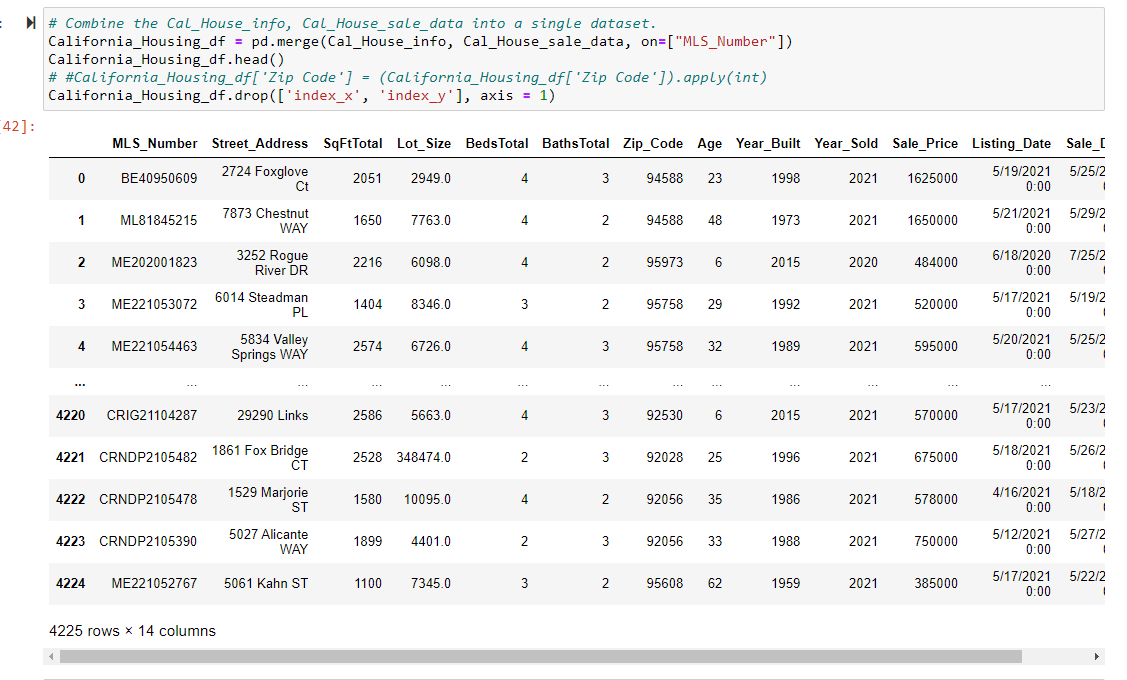 # Combine the Cal_House_info, Cal_House_sale_data into a single dataset.
California_Housing_df = pd.merge(Cal_House_info, Cal_House_sale_data, on=["MLS_Number"])
California_Housing_df.head()
# #California_Housing_df['Zip Code'] = (California_Housing_df['Zip Code']).apply(int)
California_Housing_df.drop(['index_x', 'index_y'], axis = 1)
42]:
MLS_Number Street_Address SqFtTotal Lot_Size BedsTotal BathsTotal Zip_Code Age Year_Built Year_Sold Sale_Price Listing_Date Sale_D
0 BE40950609 2724 Foxglove Ct 2051 2949.0 4 3 94588 23 1998 2021 1625000 5/19/2021 0:00 5/25/2
1 ML81845215 7873 Chestnut WAY 1650 7763.0 4 2 94588 48 1973 2021 1650000 5/21/2021 0:00 5/29/2
2 ME202001823 3252 Rogue River DR 2216 6098.0 4 2 95973 6 2015 2020 484000 6/18/2020 0:00 7/25/2
3 ME221053072 6014 Steadman PL 1404 8346.0 3 2 95758 29 1992 2021 520000 5/17/2021 0:00 5/19/2
4 ME221054463 5834 Valley Springs WAY 2574 6726.0 4 3 95758 32 1989 2021 595000 5/20/2021 0:00 5/25/2
... ... ... ... ... ... ... ... ... ... ... ... ...
4220 CRIG21104287 29290 Links 2586 5663.0 4 3 92530 6 2015 2021 570000 5/17/2021 0:00 5/23/2
4221 CRNDP2105482 1861 Fox Bridge CT 2528 348474.0 2 3 92028 25 1996 2021 675000 5/18/2021 0:00 5/26/2
4222 CRNDP2105478 1529 Marjorie ST 1580 10095.0 4 2 92056 35 1986 2021 578000 4/16/2021 0:00 5/18/2
4223 CRNDP2105390 5027 Alicante WAY 1899 4401.0 2 3 92056 33 1988 2021 750000 5/12/2021 0:00 5/27/2
4224 ME221052767 5061 Kahn ST 1100 7345.0 3 2 95608 62 1959 2021 385000 5/17/2021 0:00 5/22/2
4225 rows × 14 columns